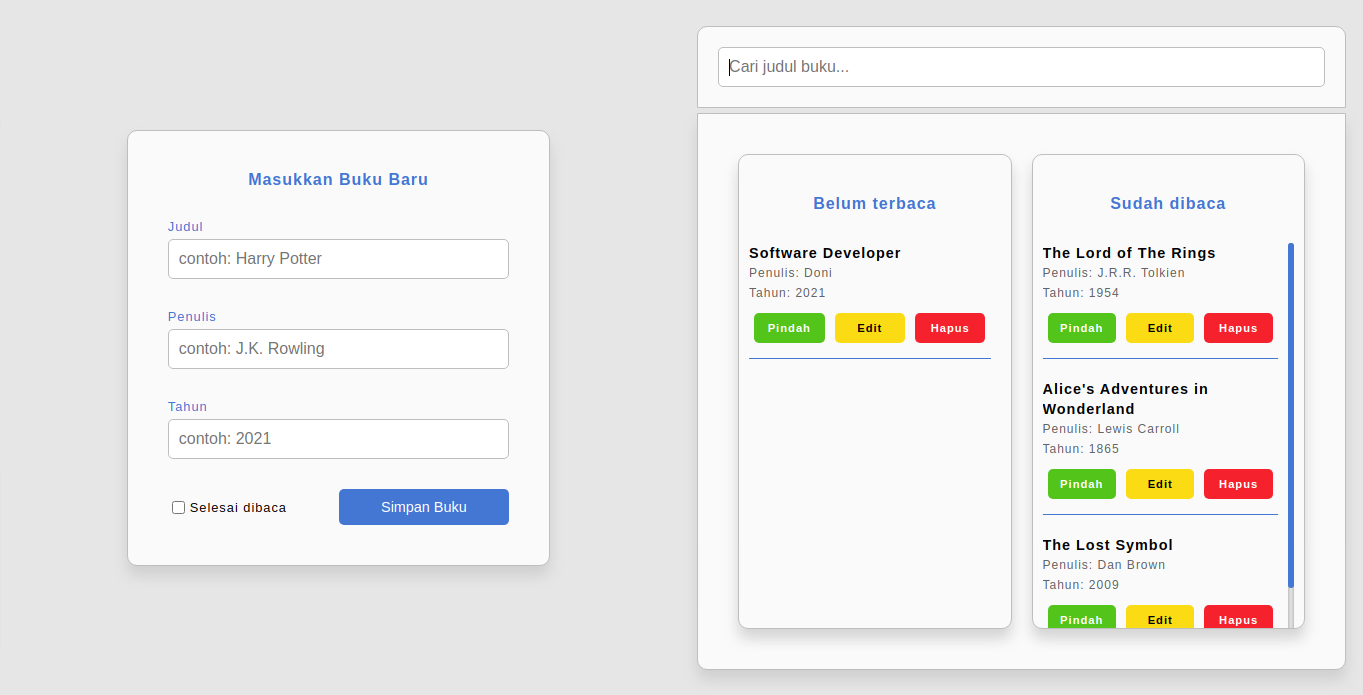 Masukkan Buku Baru
Judul
contoh: Harry Potter
Penulis
contoh: J.K. Rowling
Tahun
contoh: 2021
Selesai dibaca
Simpan Buku
Cari judul buku...
Belum terbaca
Software Developer
Penulis: Doni
Tahun: 2021
Pindah Edit Hapus
Sudah dibaca
The Lord of The Rings
Penulis: J.R.R. Tolkien
Tahun: 1954
Pindah Edit Hapus
Alice's Adventures in
Wonderland
Penulis: Lewis Carroll
Tahun: 1865
Pindah Edit Hapus
The Lost Symbol
Penulis: Dan Brown
Tahun: 2009
Pindah Edit Hapus